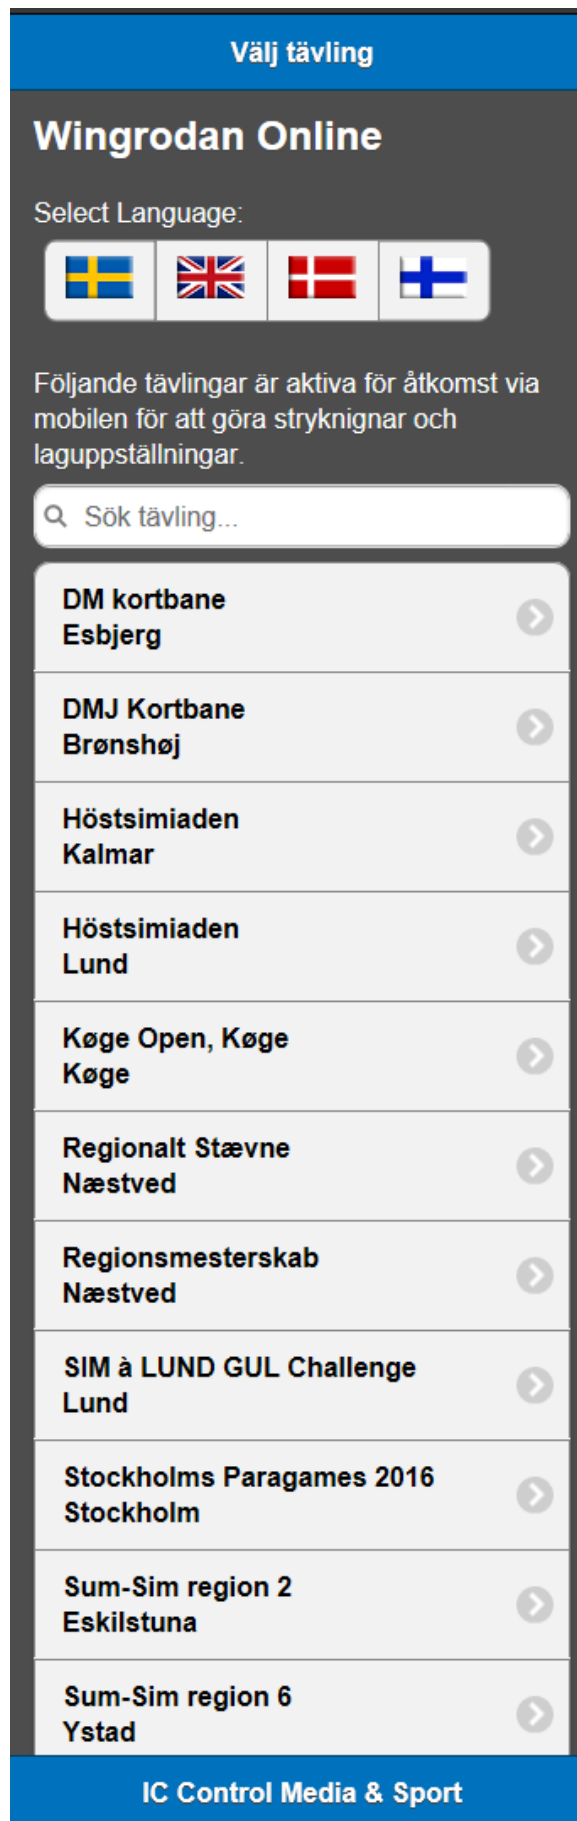 Välj tävling
Wingrodan Online
Select Language:
Följande tävlingar är aktiva för åtkomst via
mobilen för att göra stryknignar och
laguppställningar.
Sök tävling...
DM kortbane
Esbjerg
DMJ Kortbane
Brønshøj
Höstsimiaden
Kalmar
Höstsimiaden
Lund
Køge Open, Køge
Køge
Regionalt Stævne
Næstved
Regionsmesterskab
Næstved
SIM à LUND GUL Challenge
Lund
Stockholms Paragames 2016
Stockholm
Sum-Sim region 2
Eskilstuna
Sum-Sim region 6
Ystad
IC Control Media & Sport